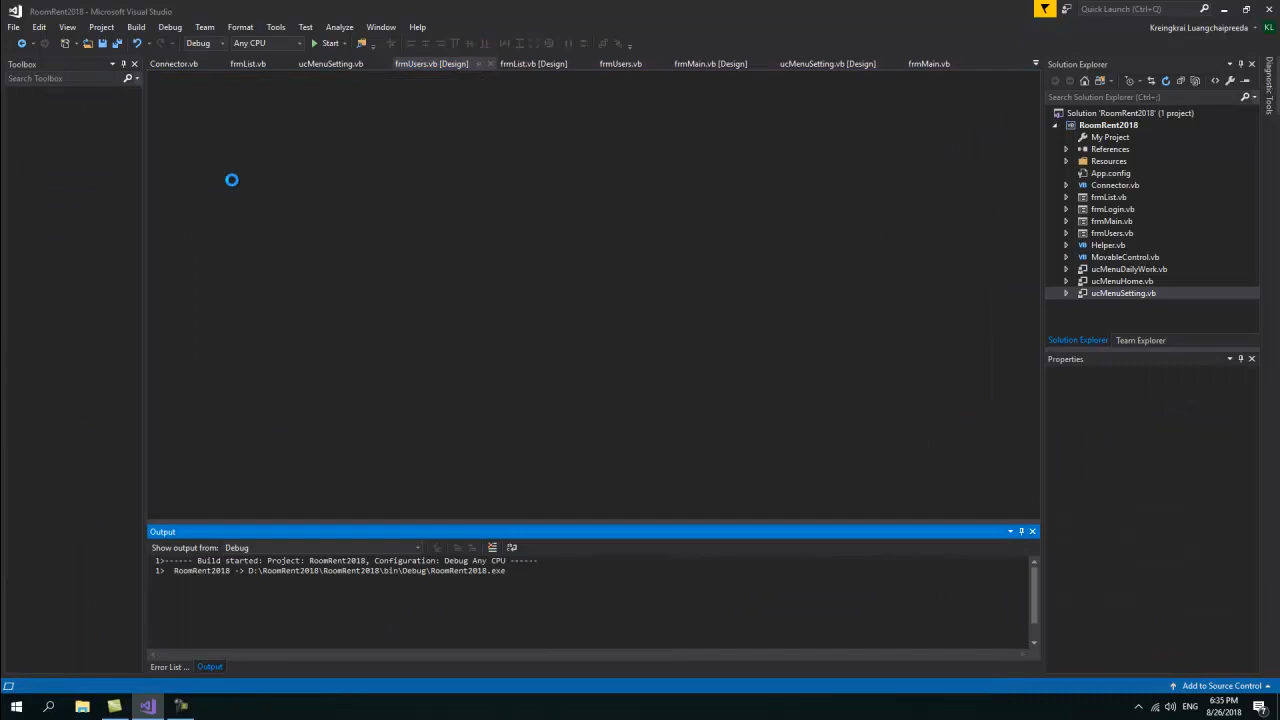 RoomRent2018 - Microsoft Visual Studio
Quick Launch (Ctrl+Q)
File Edit View Project Build Debug Team Format Tools Test Analyze Window Help
Kreingkrai Luangchaipreeda KL
Debug Any CPU Start
Toolbox
Connector.vb frmList.vb ucMenuSetting.vb frmUsers.vb [Design] frmList.vb [Design] frmUsers.vb frmMain.vb [Design] ucMenuSetting.vb [Design] frmMain.vb
Solution Explorer
Diagnostic Tools
Search Toolbox
Search Solution Explorer (Ctrl+;)
Solution 'RoomRent2018' (1 project)
RoomRent2018
My Project
References
Resources
App.config
Connector.vb
frmList.vb
frmLogin.vb
frmMain.vb
frmUsers.vb
Helper.vb
MovableControl.vb
ucMenuDailyWork.vb
ucMenuHome.vb
ucMenuSetting.vb
Solution Explorer Team Explorer
Properties
Output
Show output from: Debug
1>------ Build started: Project: RoomRent2018, Configuration: Debug Any CPU ------
1>  RoomRent2018 -> D:\RoomRent2018\RoomRent2018\bin\Debug\RoomRent2018.exe
Error List ... Output
Add to Source Control
ENG
6:35 PM
8/26/2018